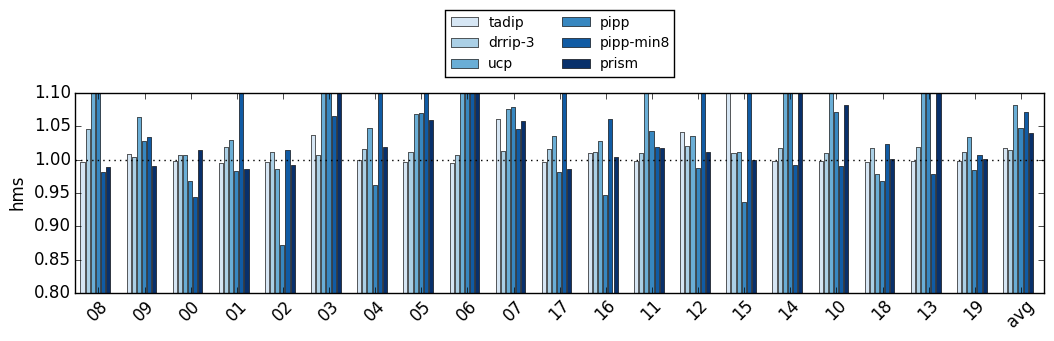 tadip
drrip-3
ucp
pipp
pipp-min8
prism
hms
1.10
1.05
1.00
0.95
0.90
0.85
0.80
08 09 00 01 02 03 04 05 06 07 17 16 11 12 15 14 10 18 13 19 avg